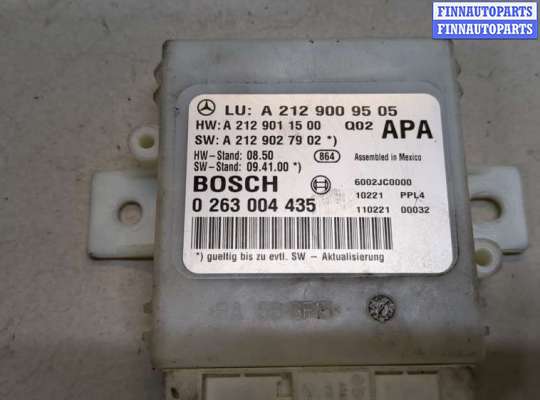 FINNAUTOPARTS
FINNAUTOPARTS
LU: A 212 900 95 05
HW: A 212 901 15 00 Q02 APA
SW: A 212 902 79 02 *)
HW-Stand: 08.50 864 Assembled in Mexico
SW-Stand: 09.41.00 *)
BOSCH 6002JC0000
0 263 004 435 10221 PPL4
110221 00032
*) gueltig bis zu evtl. SW - Aktualisierung